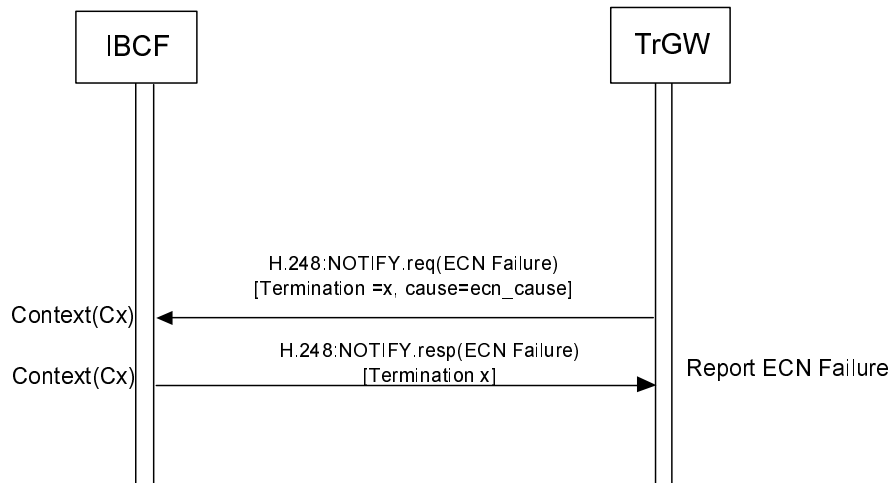 IBCF
TrGW
H.248:NOTIFY.req(ECN Failure)
[Termination =x, cause=ecn_cause]
Context(Cx)
H.248:NOTIFY.resp(ECN Failure)
[Termination x]
Context(Cx)
Report ECN Failure